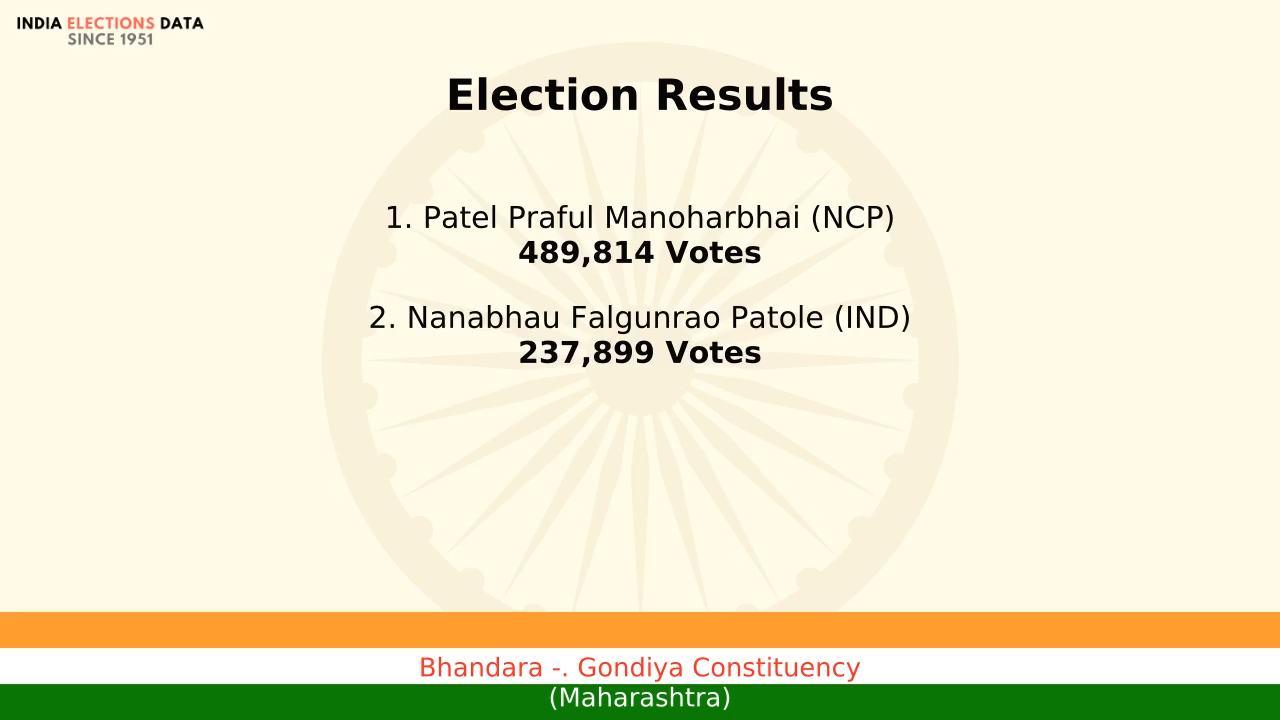 INDIA ELECTIONS DATA
SINCE 1951
Election Results
1. Patel Praful Manoharbhai (NCP)
489,814 Votes
2. Nanabhau Falgunrao Patole (IND)
237,899 Votes
Bhandara -. Gondiya Constituency
(Maharashtra)